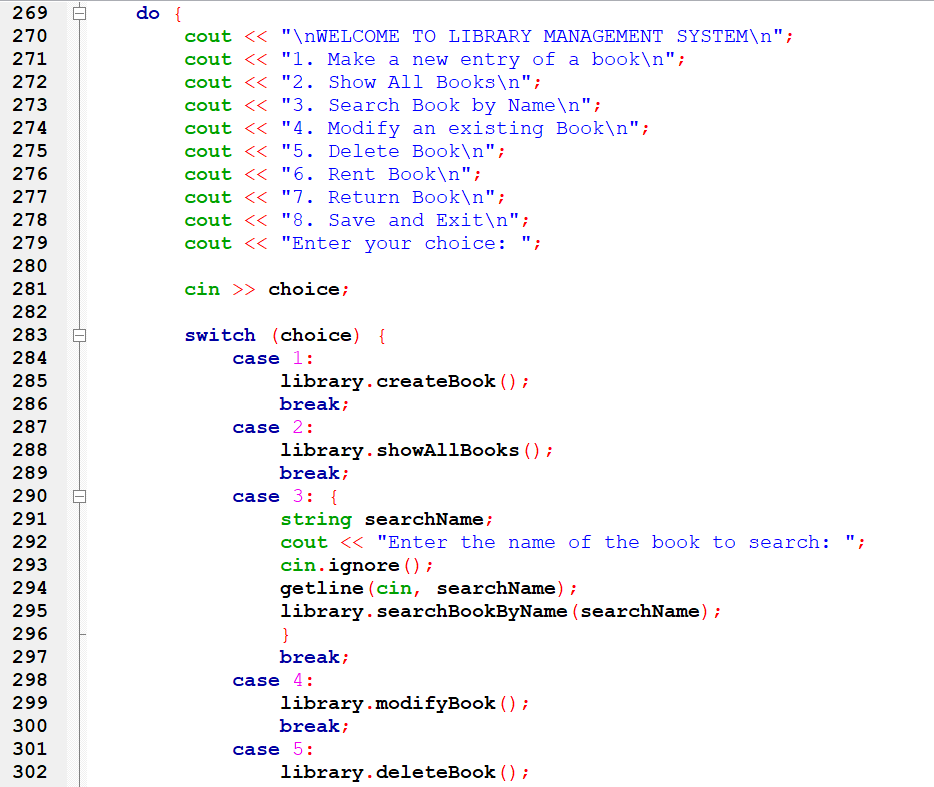 269 do {
270 cout << "\nWELCOME TO LIBRARY MANAGEMENT SYSTEM\n";
271 cout << "1. Make a new entry of a book\n";
272 cout << "2. Show All Books\n";
273 cout << "3. Search Book by Name\n";
274 cout << "4. Modify an existing Book\n";
275 cout << "5. Delete Book\n";
276 cout << "6. Rent Book\n";
277 cout << "7. Return Book\n";
278 cout << "8. Save and Exit\n";
279 cout << "Enter your choice: ";
280
281 cin >> choice;
282
283 switch (choice) {
284 case 1:
285 library.createBook();
286 break;
287 case 2:
288 library.showAllBooks();
289 break;
290 case 3: {
291 string searchName;
292 cout << "Enter the name of the book to search: ";
293 cin.ignore();
294 getline(cin, searchName);
295 library.searchBookByName(searchName);
296 }
297 break;
298 case 4:
299 library.modifyBook();
300 break;
301 case 5:
302 library.deleteBook();